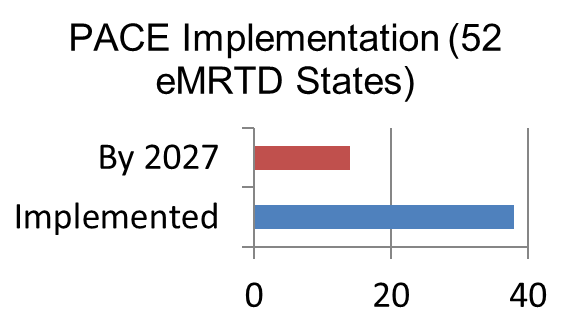 PACE Implementation (52
eMRTD States)
By 2027
Implemented
0 20 40